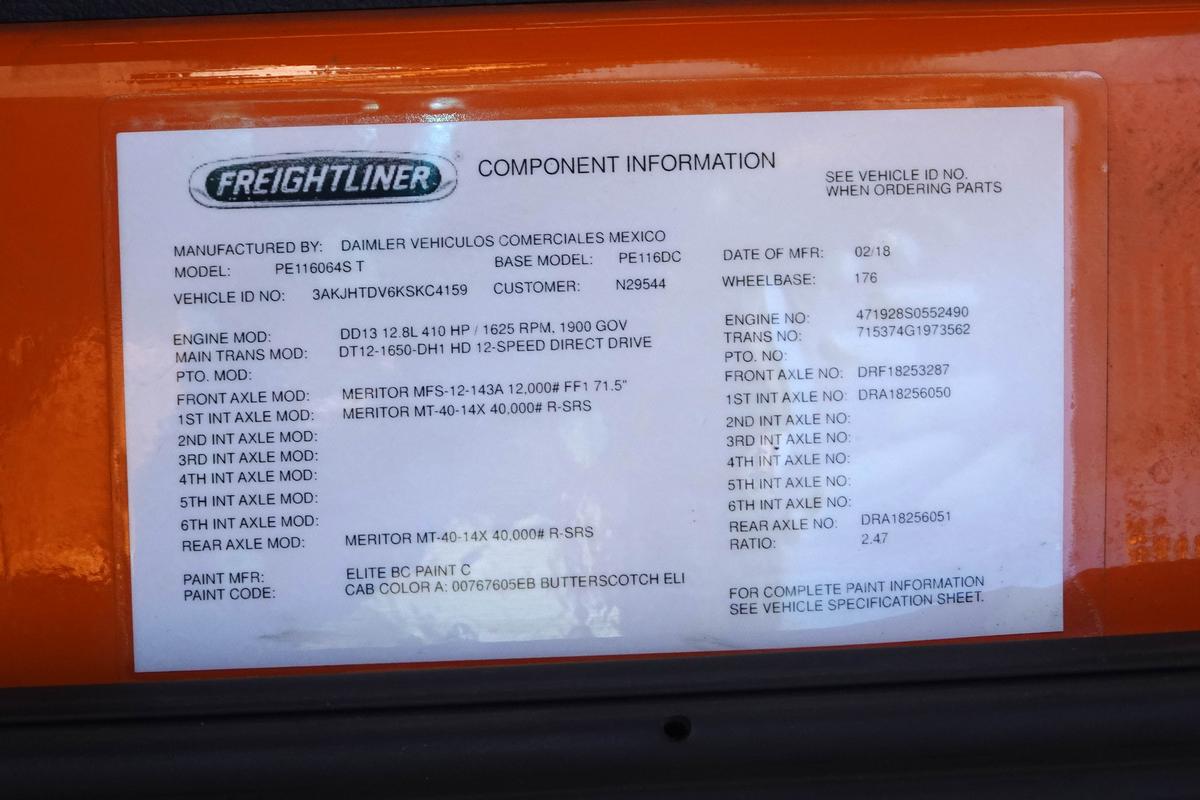 FREIGHTLINER COMPONENT INFORMATION
SEE VEHICLE ID NO.
WHEN ORDERING PARTS
MANUFACTURED BY: DAIMLER VEHICULOS COMERCIALES MEXICO
MODEL: PE116064S T BASE MODEL: PE116DC
VEHICLE ID NO: 3AKJHTDV6KSKC4159 CUSTOMER: N29544
DATE OF MFR: 02/18
WHEELBASE: 176
ENGINE MOD: DD13 12.8L 410 HP / 1625 RPM, 1900 GOV
MAIN TRANS MOD: DT12-1650-DH1 HD 12-SPEED DIRECT DRIVE
PTO. MOD:
FRONT AXLE MOD: MERITOR MFS-12-143A 12,000# FF1 71.5"
1ST INT AXLE MOD: MERITOR MT-40-14X 40,000# R-SRS
2ND INT AXLE MOD:
3RD INT AXLE MOD:
4TH INT AXLE MOD:
5TH INT AXLE MOD:
6TH INT AXLE MOD:
REAR AXLE MOD: MERITOR MT-40-14X 40,000# R-SRS
ENGINE NO: 471928S0552490
TRANS NO: 715374G1973562
PTO. NO:
FRONT AXLE NO: DRF18253287
1ST INT AXLE NO: DRA18256050
2ND INT AXLE NO:
3RD INT AXLE NO:
4TH INT AXLE NO:
5TH INT AXLE NO:
6TH INT AXLE NO:
REAR AXLE NO: DRA18256051
RATIO: 2.47
PAINT MFR: ELITE BC PAINT C
PAINT CODE: CAB COLOR A: 00767605EB BUTTERSCOTCH ELI
FOR COMPLETE PAINT INFORMATION
SEE VEHICLE SPECIFICATION SHEET.